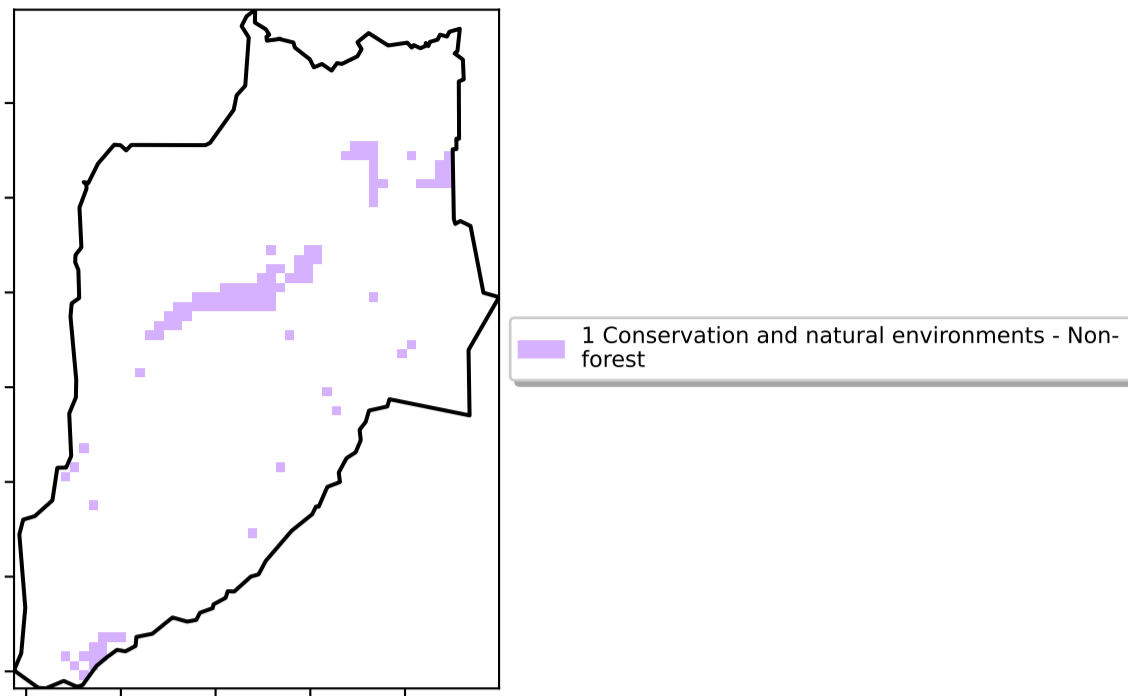 1 Conservation and natural environments - Non-
forest